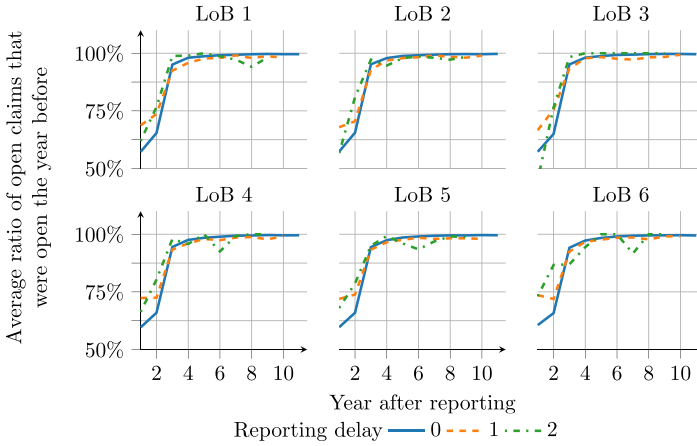 LoB 1
LoB 2
LoB 3
100%
75%
50%
LoB 4
LoB 5
LoB 6
100%
75%
50%
Average ratio of open claims that
were open the year before
2 4 6 8 10
2 4 6 8 10
2 4 6 8 10
Year after reporting
Reporting delay 0 1 2